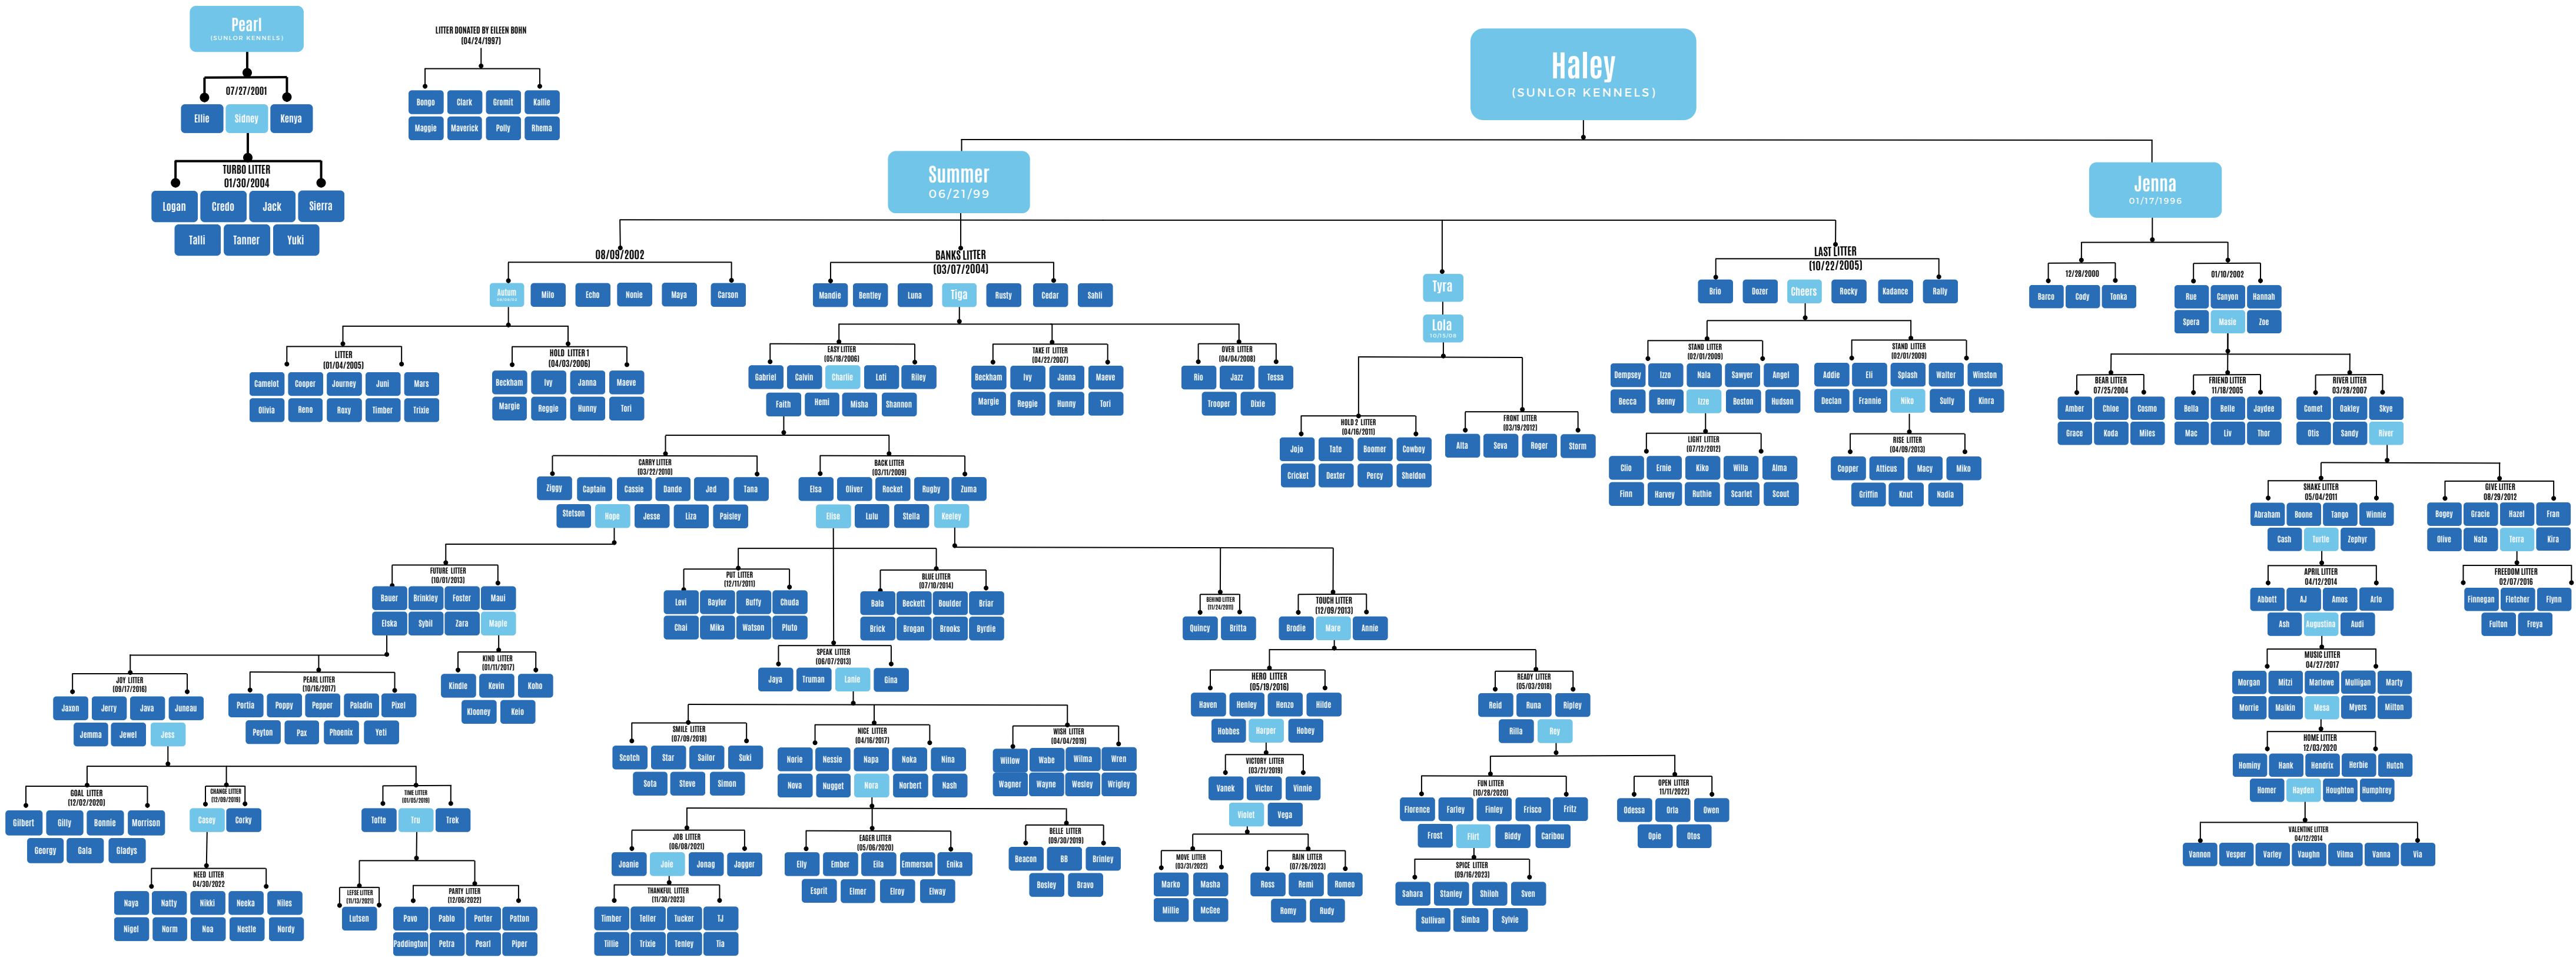 Pearl
(SUNLOR KENNELS)
07/27/2001
Ellie Sidney Kenya
TURBO LITTER
01/30/2004
Logan Credo Jack Sierra
Talli Tanner Yuki
LITTER DONATED BY EILEEN BOHN
(04/24/1997)
Bongo Clark Gromit Kallie
Maggie Maverick Polly Rhema
Haley
(SUNLOR KENNELS)
Summer
06/21/99
Jenna
01/17/1996
08/09/2002
Autum
Milo Echo Nonie Maya Carson
LITTER
(01/04/2005)
Camelot Cooper Journey Juni Mars
Olivia Reno Roxy Timber Trixie
HOLD LITTER 1
(04/03/2006)
Beckham Ivy Janna Maeve
Margie Reggie Hunny Tori
BANKS LITTER
(03/07/2004)
Mandie Bentley Luna Tiga Rusty Cedar Sahli
EASY LITTER
(05/18/2006)
Gabriel Calvin Charlie Loti Riley
Faith Hemi Misha Shannon
TAKE IT LITTER
(04/22/2007)
Beckham Ivy Janna Maeve
Margie Reggie Hunny Tori
OVER LITTER
(04/04/2008)
Rio Jazz Tessa
Trooper Dixie
CARRY LITTER
(03/22/2010)
Ziggy Captain Cassie Dande Jed Tana
Stetson Hope Jesse Liza Paisley
BACK LITTER
(03/11/2009)
Elsa Oliver Rocket Rugby Zuma
Elise Lulu Stella Keeley
FUTURE LITTER
(10/01/2013)
Bauer Brinkley Foster Maui
Elska Sybil Zara Maple
JOY LITTER
(09/17/2016)
Jaxon Jerry Java Juneau
Jemma Jewel Jess
PEARL LITTER
(10/16/2017)
Portia Poppy Pepper Paladin Pixel
Peyton Pax Phoenix Yeti
KIND LITTER
(01/11/2017)
Kindle Kevin Koho
Klooney Keio
GOAL LITTER
(12/02/2020)
Gilbert Gilly Bonnie Morrison
Georgy Gala Gladys
CHANGE LITTER
(12/09/2019)
Casey Corky
NEED LITTER
04/30/2022
Naya Natty Nikki Neeka Niles
Nigel Norm Noa Nestle Nordy
TIME LITTER
(01/05/2019)
Tofte Tru Trek
LEFSE LITTER
(11/13/2021)
Lutsen
PARTY LITTER
(12/06/2022)
Pavo Pablo Porter Patton
Paddington Petra Pearl Piper
PUT LITTER
(12/11/2011)
Levi Baylor Buffy Chuda
Chai Mika Watson Pluto
BLUE LITTER
(07/10/2014)
Bala Beckett Boulder Briar
Brick Brogan Brooks Byrdie
SPEAK LITTER
(06/07/2013)
Jaya Truman Lanie Gina
SMILE LITTER
(07/09/2018)
Scotch Star Sailor Suki
Sota Steve Simon
NICE LITTER
(04/16/2017)
Norie Nessie Napa Noka Nina
Nova Nugget Nora Norbert Nash
WISH LITTER
(04/04/2019)
Willow Wabe Wilma Wren
Wagner Wayne Wesley Wrigley
JOB LITTER
(06/08/2021)
Joanie Joie Jonag Jagger
THANKFUL LITTER
(11/30/2023)
Timber Teller Tucker TJ
Tillie Trixie Tenley Tia
EAGER LITTER
(05/06/2020)
Elly Ember Eila Emmerson Enika
Esprit Elmer Elroy Elway
BELLE LITTER
(09/30/2019)
Beacon BB Brinley
Bosley Bravo
BEHIND LITTER
(11/24/2011)
Quincy Britta
TOUCH LITTER
(12/09/2013)
Brodie Mare Annie
HERO LITTER
(05/19/2016)
Haven Henley Henzo Hilde
Hobbes Harper Hobey
VICTORY LITTER
(03/21/2019)
Vanek Victor Vinnie
Violet Vega
MOVE LITTER
(03/31/2022)
Marko Masha
Millie McGee
RAIN LITTER
(07/26/2023)
Ross Remi Romeo
Romy Rudy
READY LITTER
(05/03/2018)
Reid Runa Ripley
Rilla Rey
FUN LITTER
(10/28/2020)
Florence Farley Finley Frisco Fritz
Frost Flirt Biddy Caribou
SPICE LITTER
(09/16/2023)
Sahara Stanley Shiloh Sven
Sullivan Simba Sylvie
OPEN LITTER
11/11/2022)
Odessa Orla Owen
Opie Otos
Tyra
Lola
10/15/08
HOLD 2 LITTER
(04/16/2011)
Jojo Tate Boomer Cowboy
Cricket Dexter Percy Sheldon
FRONT LITTER
(03/19/2012)
Alta Seva Roger Storm
LAST LITTER
(10/22/2005)
Brio Dozer Cheers Rocky Kadance Rally
STAND LITTER
(02/01/2009)
Dempsey Izzo Nala Sawyer Angel
Becca Benny Izze Boston Hudson
LIGHT LITTER
(07/12/2012)
Clio Ernie Kiko Willa Alma
Finn Harvey Ruthie Scarlet Scout
STAND LITTER
(02/01/2009)
Addie Eli Splash Walter Winston
Declan Frannie Niko Sully Kinra
RISE LITTER
(04/09/2013)
Copper Atticus Macy Miko
Griffin Knut Nadia
12/28/2000
Barco Cody Tonka
01/10/2002
Rue Canyon Hannah
Spera Masie Zoe
BEAR LITTER
07/25/2004)
Amber Chloe Cosmo
Grace Koda Miles
FRIEND LITTER
11/18/2005)
Bella Belle Jaydee
Mac Liv Thor
RIVER LITTER
03/28/2007)
Comet Oakley Skye
Otis Sandy River
SHAKE LITTER
05/04/2011
Abraham Boone Tango Winnie
Cash Turtle Zephyr
APRIL LITTER
04/12/2014
Abbott AJ Amos Arlo
Ash Augustina Audi
MUSIC LITTER
04/27/2017
Morgan Mitzi Marlowe Mulligan Marty
Morrie Malkin Mesa Myers Milton
HOME LITTER
12/03/2020
Hominy Hank Hendrix Herbie Hutch
Homer Hayden Houghton Humphrey
VALENTINE LITTER
04/12/2014
Vannon Vesper Varley Vaughn Vilma Vanna Via
GIVE LITTER
08/29/2012
Bogey Gracie Hazel Fran
Olive Nata Terra Kira
FREEDOM LITTER
02/07/2016
Finnegan Fletcher Flynn
Fulton Freya